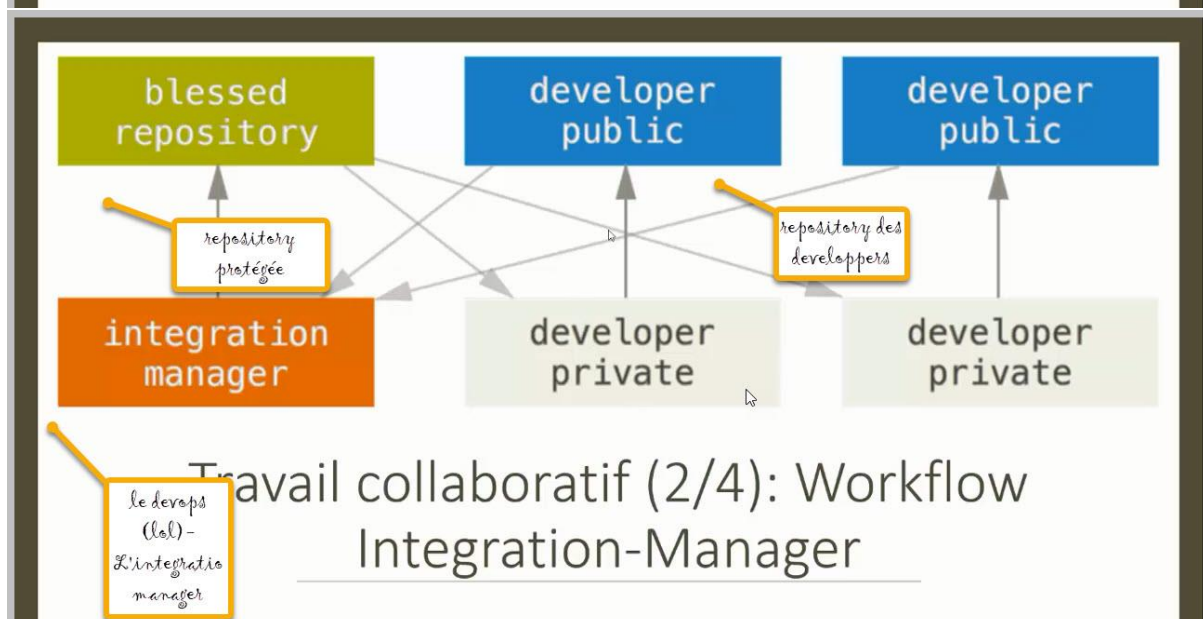 blessed
repository
developer
public
developer
public
repository
protégée
repository des
developpers
integration
manager
developer
private
developer
private
le devops
(lol) -
L'integratio
manager
Travail collaboratif (2/4): Workflow
Integration-Manager